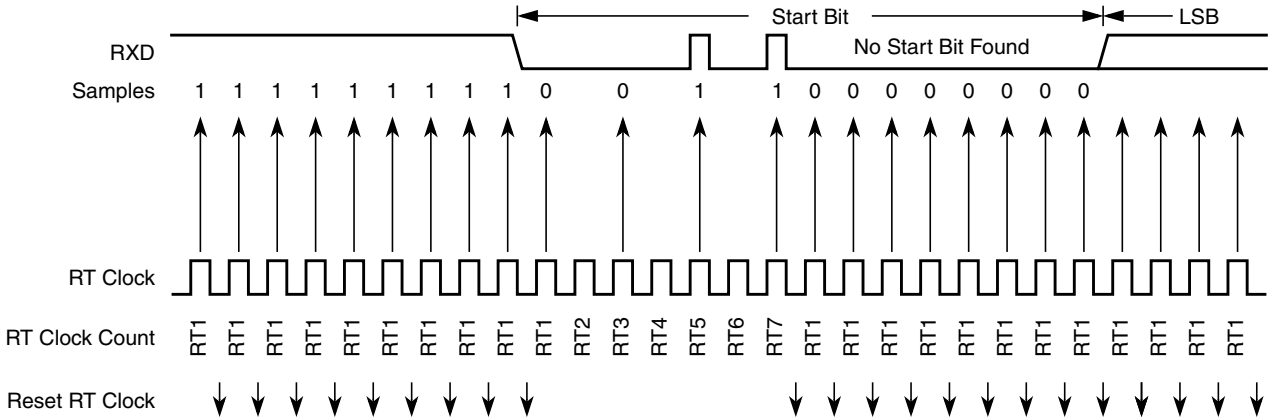 Start Bit LSB
RXD No Start Bit Found
Samples 1 1 1 1 1 1 1 1 1 0 0 1 1 0 0 0 0 0 0 0 0
RT Clock
RT Clock Count RT1 RT1 RT1 RT1 RT1 RT1 RT1 RT1 RT1 RT1 RT2 RT3 RT4 RT5 RT6 RT7 RT1 RT1 RT1 RT1 RT1 RT1 RT1 RT1 RT1 RT1 RT1 RT1
Reset RT Clock